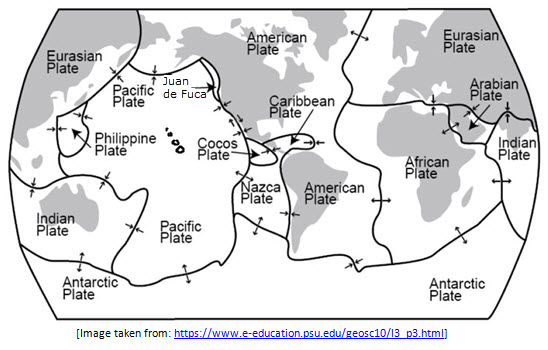 Eurasian
Plate
American
Plate
Eurasian
Plate
Pacific
Plate
Juan
de Fuca
Caribbean
Plate
Arabian
Plate
Philippine
Plate
Cocos
Plate
African
Plate
Indian
Plate
Indian
Plate
Pacific
Plate
Nazca
Plate
American
Plate
Antarctic
Plate
Antarctic
Plate
[Image taken from: https://www.e-education.psu.edu/geosc10/l3_p3.html]